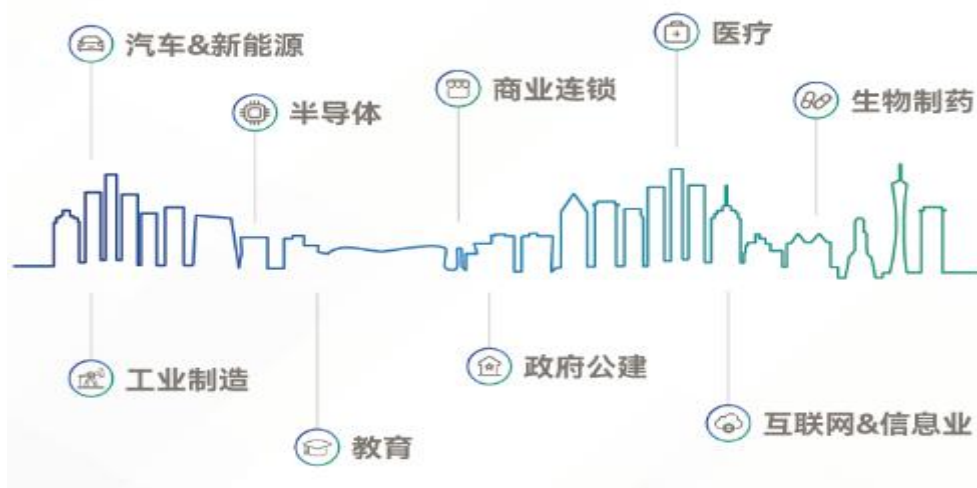 汽车&新能源
半导体
商业连锁
医疗
生物制药
工业制造
教育
政府公建
互联网&信息业